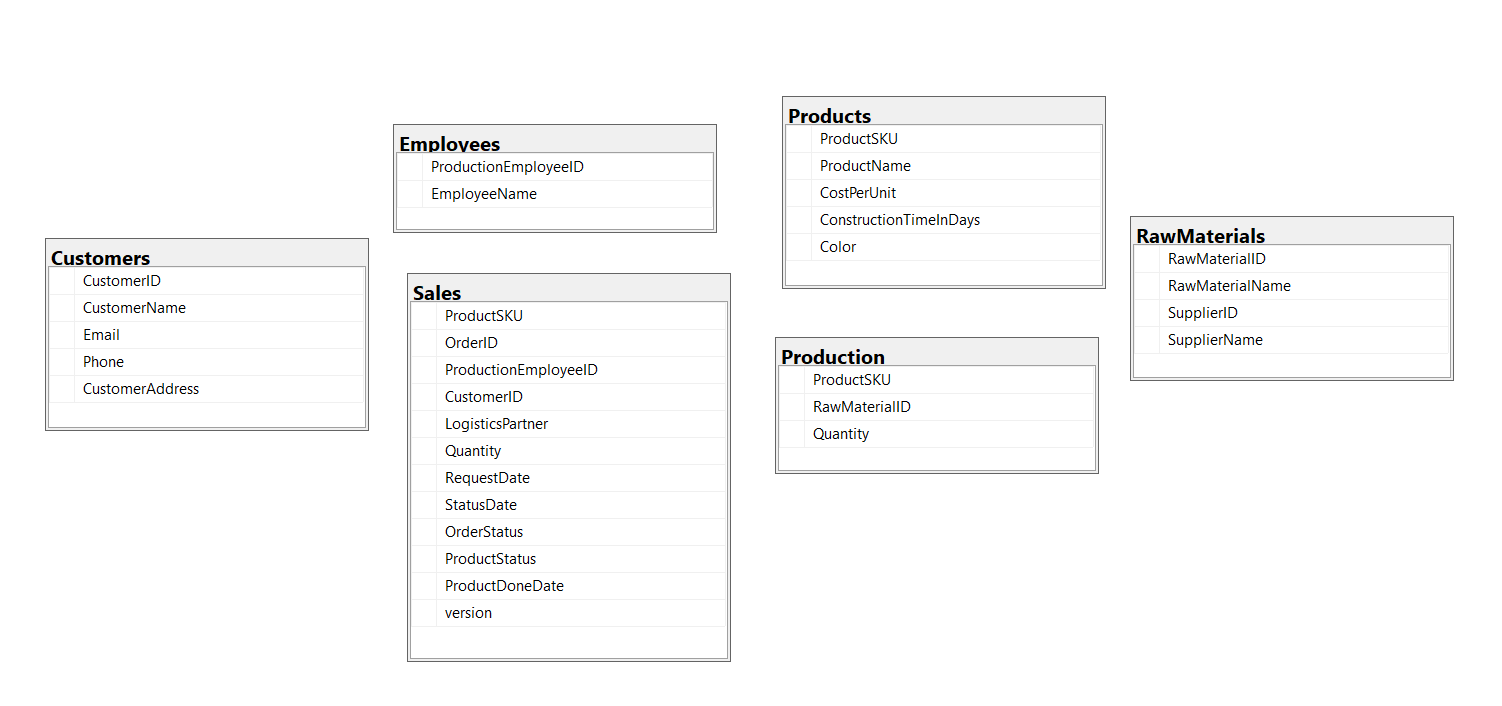 Customers
CustomerID
CustomerName
Email
Phone
CustomerAddress
Employees
ProductionEmployeeID
EmployeeName
Sales
ProductSKU
OrderID
ProductionEmployeeID
CustomerID
LogisticsPartner
Quantity
RequestDate
StatusDate
OrderStatus
ProductStatus
ProductDoneDate
version
Products
ProductSKU
ProductName
CostPerUnit
ConstructionTimeInDays
Color
Production
ProductSKU
RawMaterialID
Quantity
RawMaterials
RawMaterialID
RawMaterialName
SupplierID
SupplierName